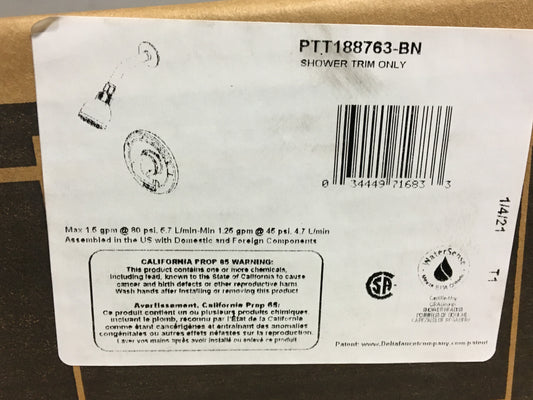 PTT188763-BN
SHOWER TRIM ONLY
0 34449 71683 3
Max 1.5 gpm @ 80 psi, 5.7 L/min-Min 1.25 gpm @ 45 psi, 4.7 L/min
Assembled in the US with Domestic and Foreign Components
CALIFORNIA PROP 65 WARNING:
This product contains one or more chemicals,
including lead, known to the State of California to cause
cancer and birth defects or other reproductive harm.
Wash hands after installing or removing this product
Avertissement, California Prop 65:
Ce produit contient un ou plusieurs produits chimiques,
incluant le plomb, reconnu par l'État de la California
comme étant cancérigènes et entraînant des anomalies
congénitales ou autres effets néfastes sur la reproduction.
Laver vos mains après avoir installé ou enlevé ce produit
WaterSense
Certified by
Patent: www.Deltafaucetcompany.com/patent
1/4/21
T1